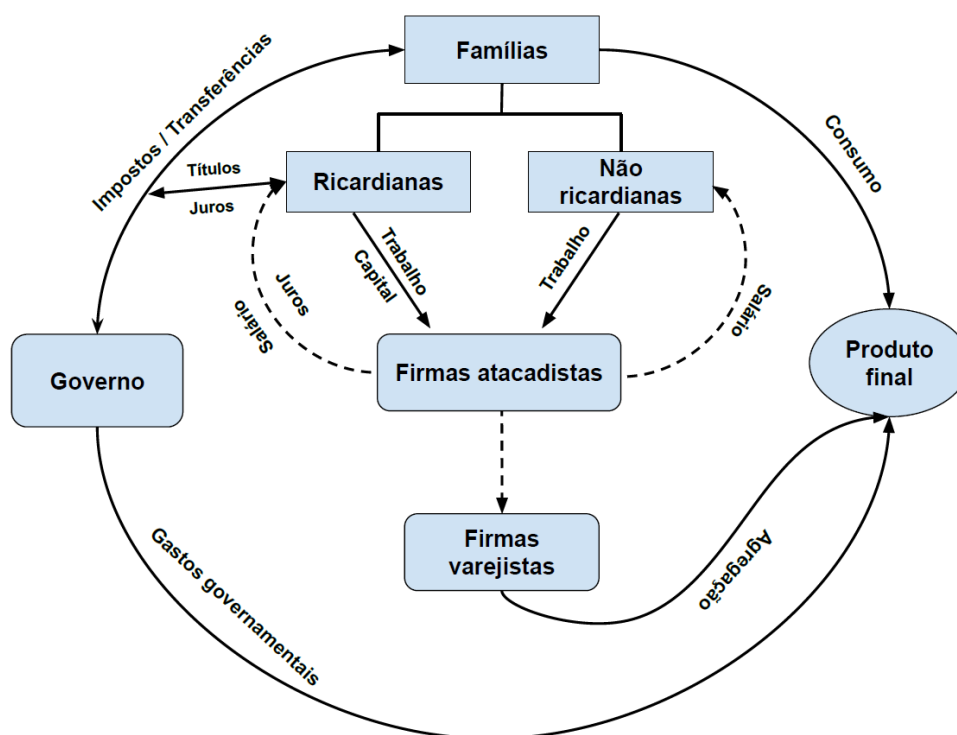 Famílias
Impostos / Transferências
Consumo
Títulos
Juros
Ricardianas
Não
ricardianas
Trabalho
Capital
Trabalho
Juros
Salário
Salário
Governo
Firmas atacadistas
Produto
final
Firmas
varejistas
Agregação
Gastos governamentais